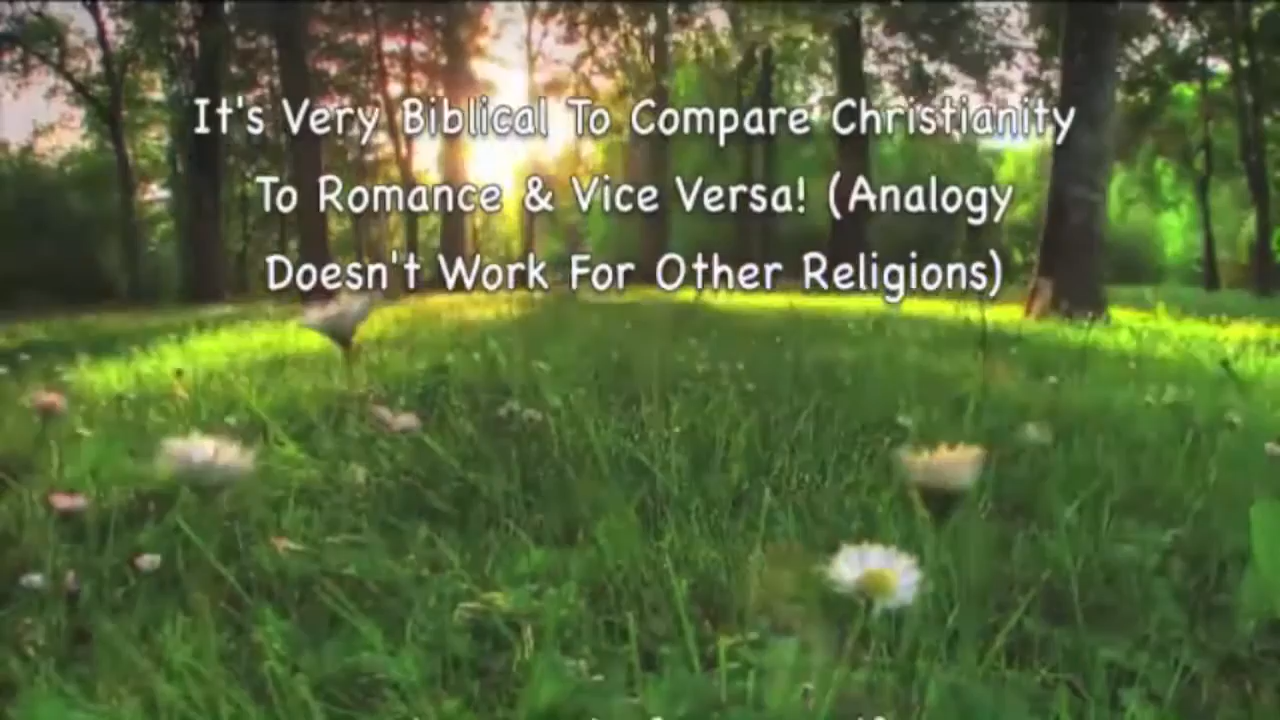 It's Very Biblical To Compare Christianity
To Romance & Vice Versa! (Analogy
Doesn't Work For Other Religions)